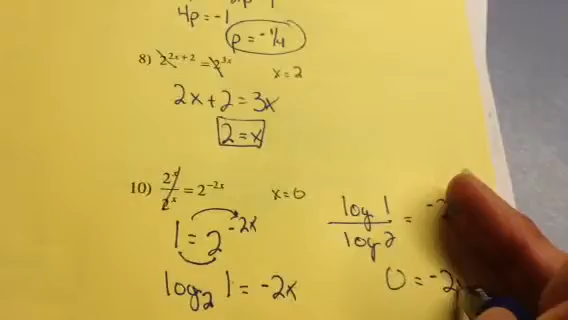 4p = -1
p = -1/4
8) 2^{2x+2} = 2^{3x} x=2
2x+2=3x
2=x
10) 2^x/2^x = 2^{-2x} x=0
1=2^{-2x}
log 1/log 2 =
log₂ 1 = -2x
0 = -2x